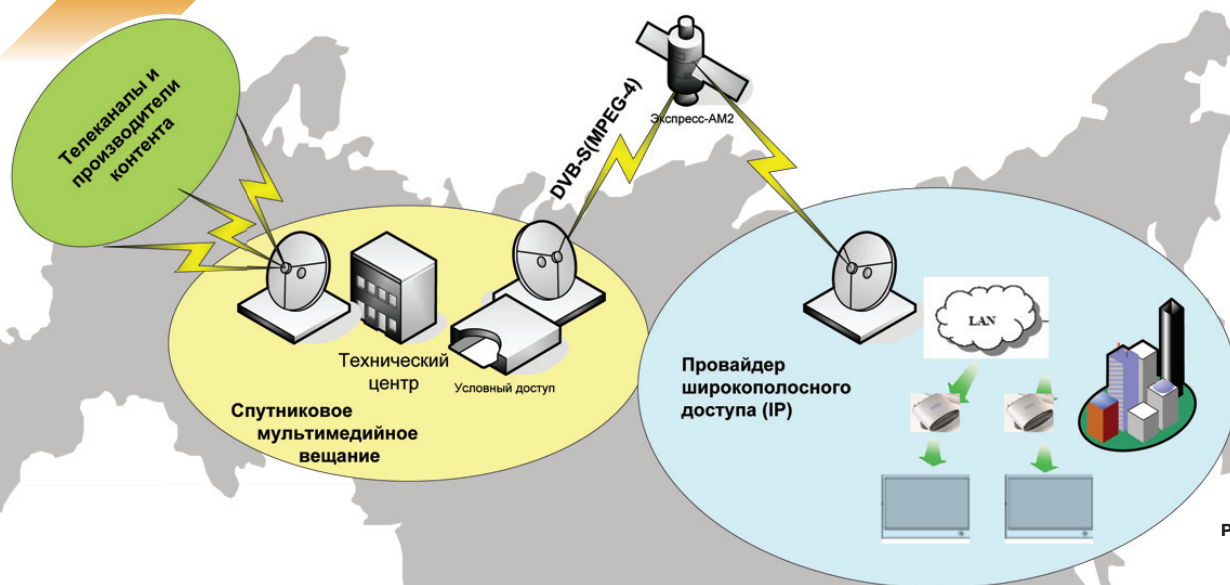 Телеканалы и
производители
контента
DVB-S(MPEG-4)
Экспресс-АМ2
Технический
центр
Условный доступ
Спутниковое
мультимедийное
вещание
Провайдер
широкополосного
доступа (IP)
LAN
Р